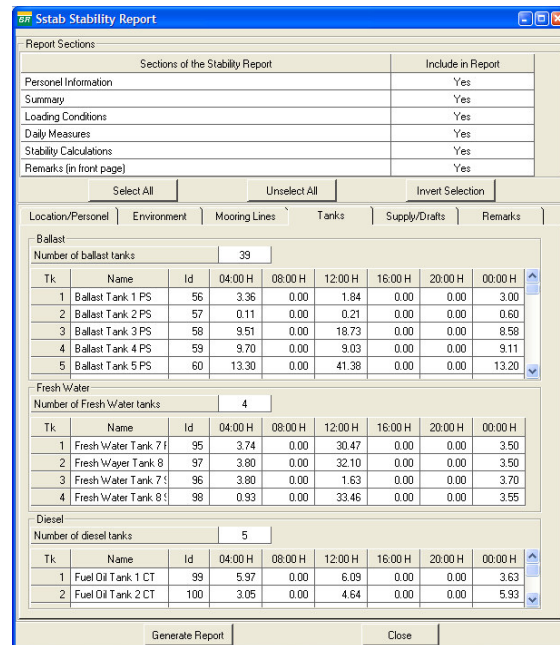 BR Sstab Stability Report
Report Sections
Sections of the Stability Report Include in Report
Personel Information Yes
Summary Yes
Loading Conditions Yes
Daily Measures Yes
Stability Calculations Yes
Remarks (in front page) Yes
Select All Unselect All Invert Selection
Location/Personel Environment Mooring Lines Tanks Supply/Drafts Remarks
Ballast
Number of ballast tanks 39
Tk Name Id 04:00 H 08:00 H 12:00 H 16:00 H 20:00 H 00:00 H
1 Ballast Tank 1 PS 56 3.36 0.00 1.84 0.00 0.00 3.00
2 Ballast Tank 2 PS 57 0.11 0.00 0.21 0.00 0.00 0.60
3 Ballast Tank 3 PS 58 9.51 0.00 18.73 0.00 0.00 8.58
4 Ballast Tank 4 PS 59 9.70 0.00 9.03 0.00 0.00 9.11
5 Ballast Tank 5 PS 60 13.30 0.00 41.38 0.00 0.00 13.20
Fresh Water
Number of Fresh Water tanks 4
Tk Name Id 04:00 H 08:00 H 12:00 H 16:00 H 20:00 H 00:00 H
1 Fresh Water Tank 7 95 3.74 0.00 30.47 0.00 0.00 3.50
2 Fresh Wayer Tank 8 97 3.80 0.00 32.10 0.00 0.00 3.50
3 Fresh Water Tank 7 96 3.80 0.00 1.63 0.00 0.00 3.70
4 Fresh Water Tank 8 98 0.93 0.00 33.46 0.00 0.00 3.55
Diesel
Number of diesel tanks 5
Tk Name Id 04:00 H 08:00 H 12:00 H 16:00 H 20:00 H 00:00 H
1 Fuel Oil Tank 1 CT 99 5.97 0.00 6.09 0.00 0.00 3.63
2 Fuel Oil Tank 2 CT 100 3.05 0.00 4.64 0.00 0.00 5.93
Generate Report Close